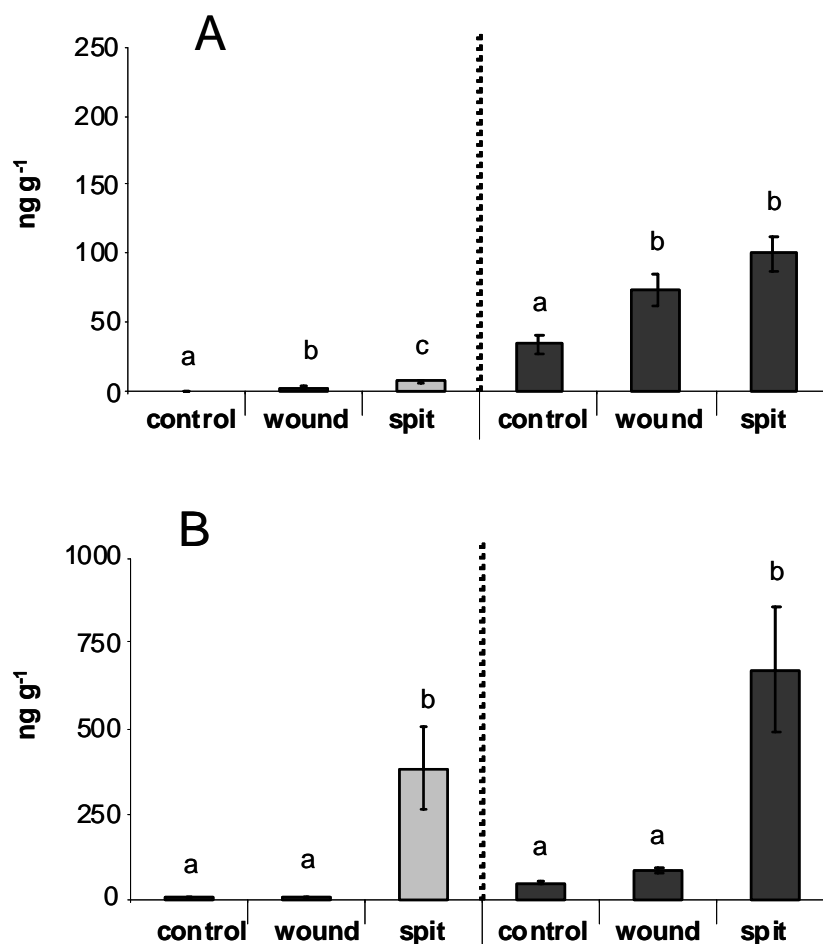 A
250
200
150
100
50
0
ng g-1
a
b
c
a
b
b
control wound spit control wound spit
B
1000
750
500
250
0
ng g-1
a
a
b
a
a
b
control wound spit control wound spit